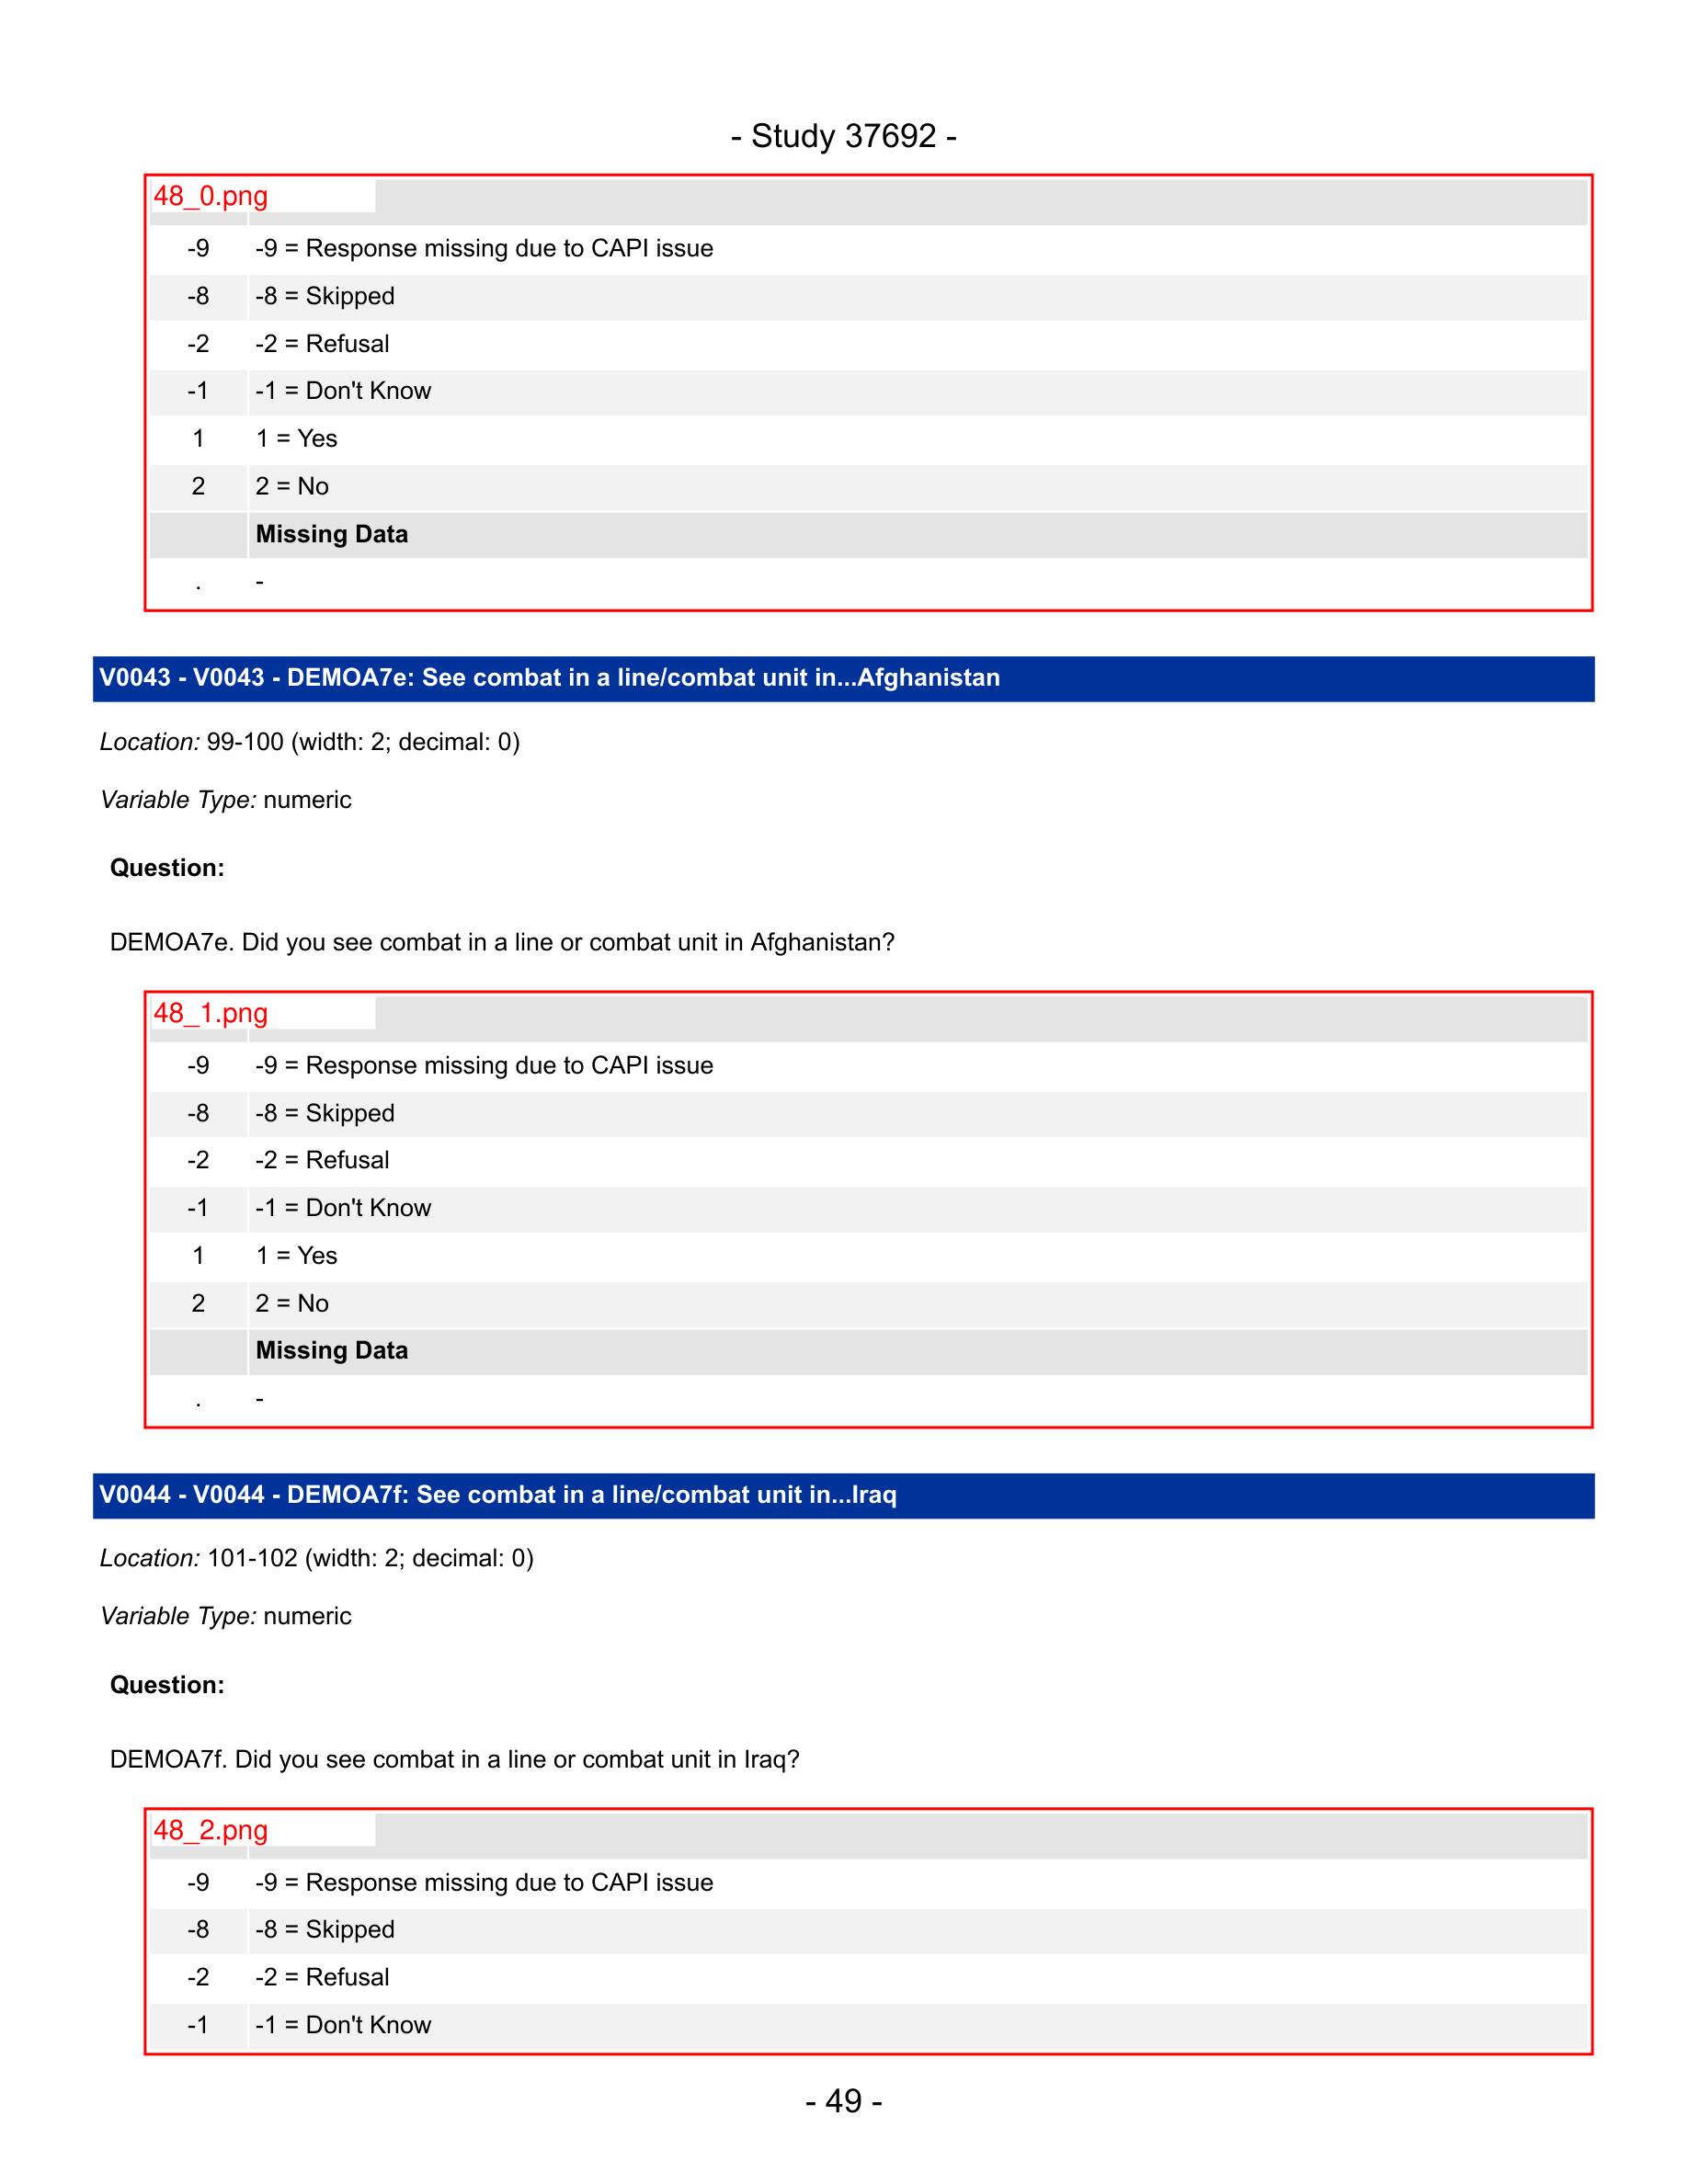 - Study 37692 -
48_0.png
-9 -9 = Response missing due to CAPI issue
-8 -8 = Skipped
-2 -2 = Refusal
-1 -1 = Don't Know
1 1 = Yes
2 2 = No
Missing Data
. -
V0043 - V0043 - DEMOA7e: See combat in a line/combat unit in...Afghanistan
Location: 99-100 (width: 2; decimal: 0)
Variable Type: numeric
Question:
DEMOA7e. Did you see combat in a line or combat unit in Afghanistan?
48_1.png
-9 -9 = Response missing due to CAPI issue
-8 -8 = Skipped
-2 -2 = Refusal
-1 -1 = Don't Know
1 1 = Yes
2 2 = No
Missing Data
. -
V0044 - V0044 - DEMOA7f: See combat in a line/combat unit in...Iraq
Location: 101-102 (width: 2; decimal: 0)
Variable Type: numeric
Question:
DEMOA7f. Did you see combat in a line or combat unit in Iraq?
48_2.png
-9 -9 = Response missing due to CAPI issue
-8 -8 = Skipped
-2 -2 = Refusal
-1 -1 = Don't Know
- 49 -